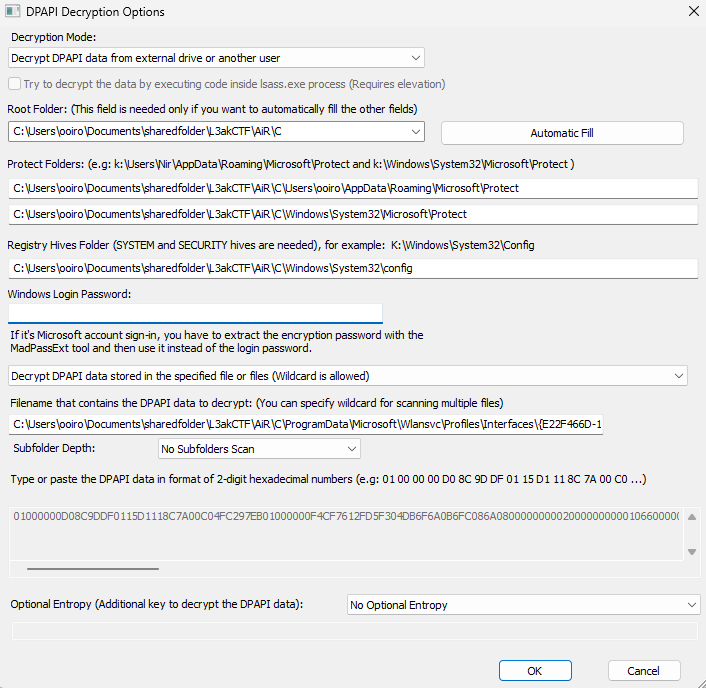 DPAPI Decryption Options
Decryption Mode:
Decrypt DPAPI data from external drive or another user
Try to decrypt the data by executing code inside lsass.exe process (Requires elevation)
Root Folder: (This field is needed only if you want to automatically fill the other fields)
C:\Users\ooiro\Documents\sharedfolder\L3akCTF\AiR\C
Automatic Fill
Protect Folders: (e.g: k:\Users\Nir\AppData\Roaming\Microsoft\Protect and k:\Windows\System32\Microsoft\Protect )
C:\Users\ooiro\Documents\sharedfolder\L3akCTF\AiR\C\Users\ooiro\AppData\Roaming\Microsoft\Protect
C:\Users\ooiro\Documents\sharedfolder\L3akCTF\AiR\C\Windows\System32\Microsoft\Protect
Registry Hives Folder (SYSTEM and SECURITY hives are needed), for example: K:\Windows\System32\Config
C:\Users\ooiro\Documents\sharedfolder\L3akCTF\AiR\C\Windows\System32\config
Windows Login Password:
If it's Microsoft account sign-in, you have to extract the encryption password with the
MadPassExt tool and then use it instead of the login password.
Decrypt DPAPI data stored in the specified file or files (Wildcard is allowed)
Filename that contains the DPAPI data to decrypt: (You can specify wildcard for scanning multiple files)
C:\Users\ooiro\Documents\sharedfolder\L3akCTF\AiR\C\ProgramData\Microsoft\Wlansvc\Profiles\Interfaces\{E22F466D-1
Subfolder Depth:
No Subfolders Scan
Type or paste the DPAPI data in format of 2-digit hexadecimal numbers (e.g: 01 00 00 00 D0 8C 9D DF 01 15 D1 11 8C 7A 00 C0 ...)
01000000D08C9DDF0115D1118C7A00C04FC297EB01000000F4CF7612FD5F304DB6F6A0B6FC086A0800000000020000000000106600000
Optional Entropy (Additional key to decrypt the DPAPI data):
No Optional Entropy
OK
Cancel